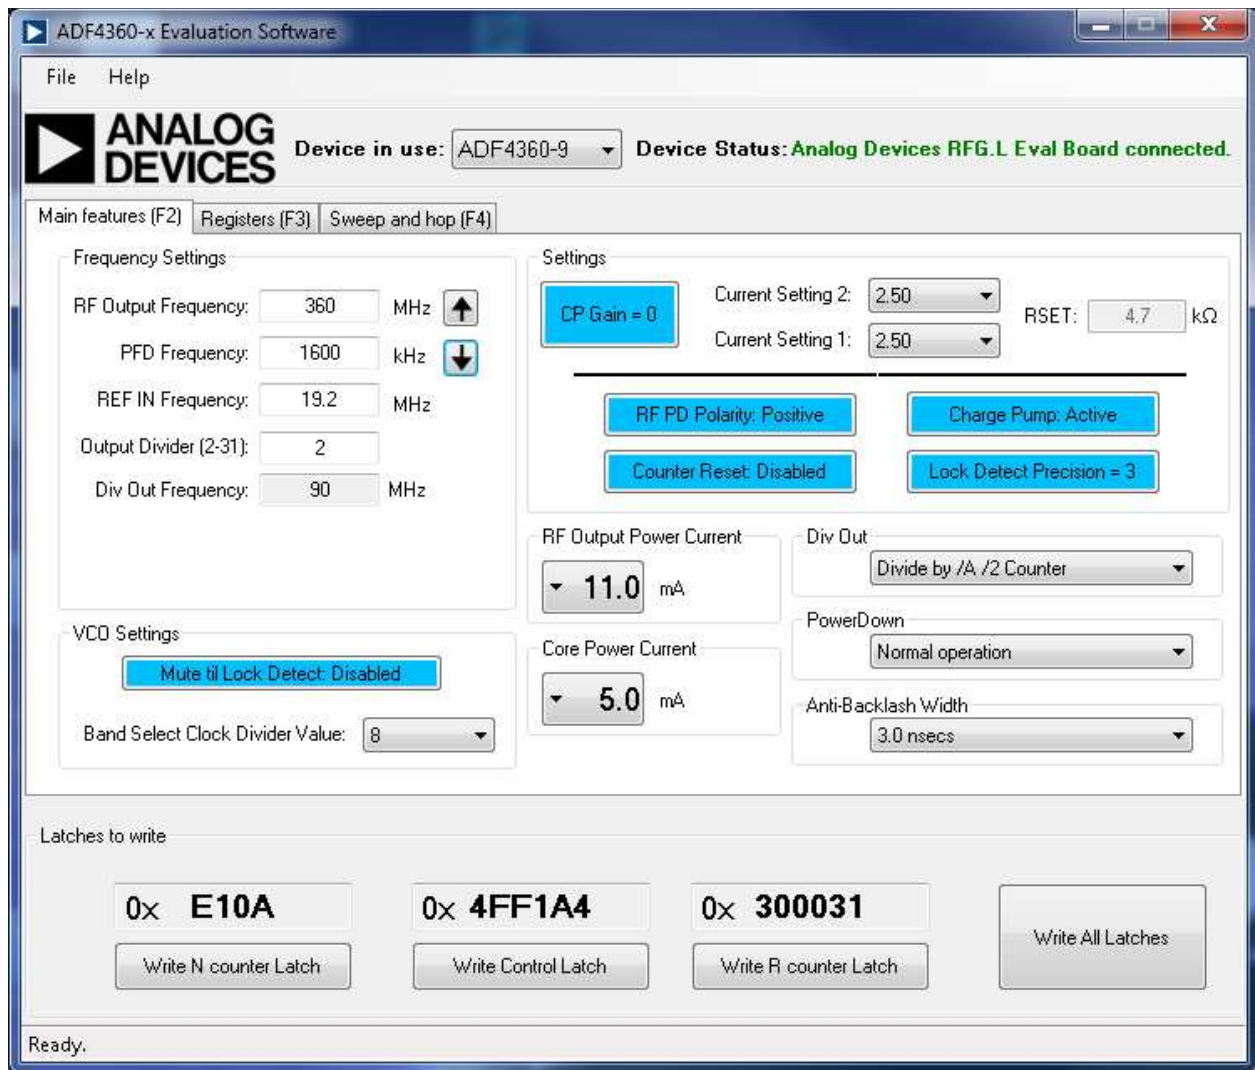 ADF4360-x Evaluation Software
File Help
ANALOG
DEVICES
Device in use: ADF4360-9 Device Status: Analog Devices RFG.L Eval Board connected.
Main features (F2) Registers (F3) Sweep and hop (F4)
Frequency Settings
RF Output Frequency: 360 MHz
PFD Frequency: 1600 kHz
REF IN Frequency: 19.2 MHz
Output Divider (2-31): 2
Div Out Frequency: 90 MHz
Settings
CP Gain = 0
Current Setting 2: 2.50
Current Setting 1: 2.50
RSET: 4.7 kΩ
RF PD Polarity: Positive Charge Pump: Active
Counter Reset: Disabled Lock Detect Precision = 3
RF Output Power Current
11.0 mA
Div Out
Divide by /A /2 Counter
VCO Settings
Mute til Lock Detect: Disabled
Band Select Clock Divider Value: 8
Core Power Current
5.0 mA
PowerDown
Normal operation
Anti-Backlash Width
3.0 nsecs
Latches to write
0x E10A 0x 4FF1A4 0x 300031
Write N counter Latch Write Control Latch Write R counter Latch Write All Latches
Ready.